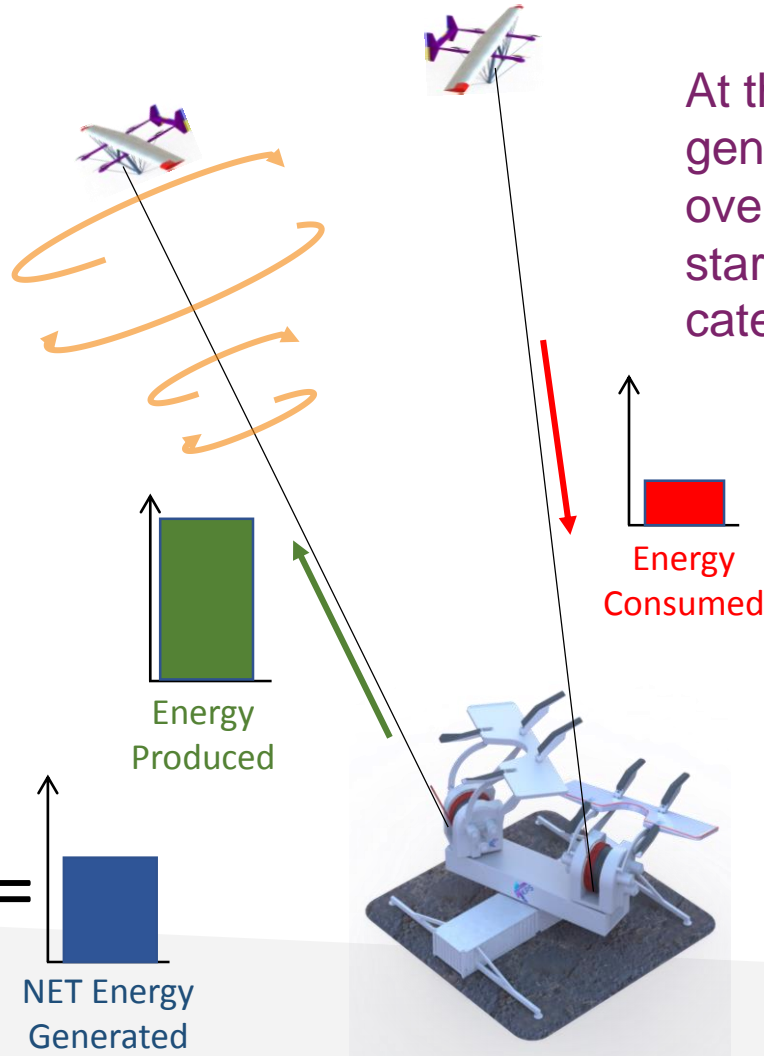 At th
gen
ove
star
cate
Energy
Consumed
Energy
Produced
=
NET Energy
Generated